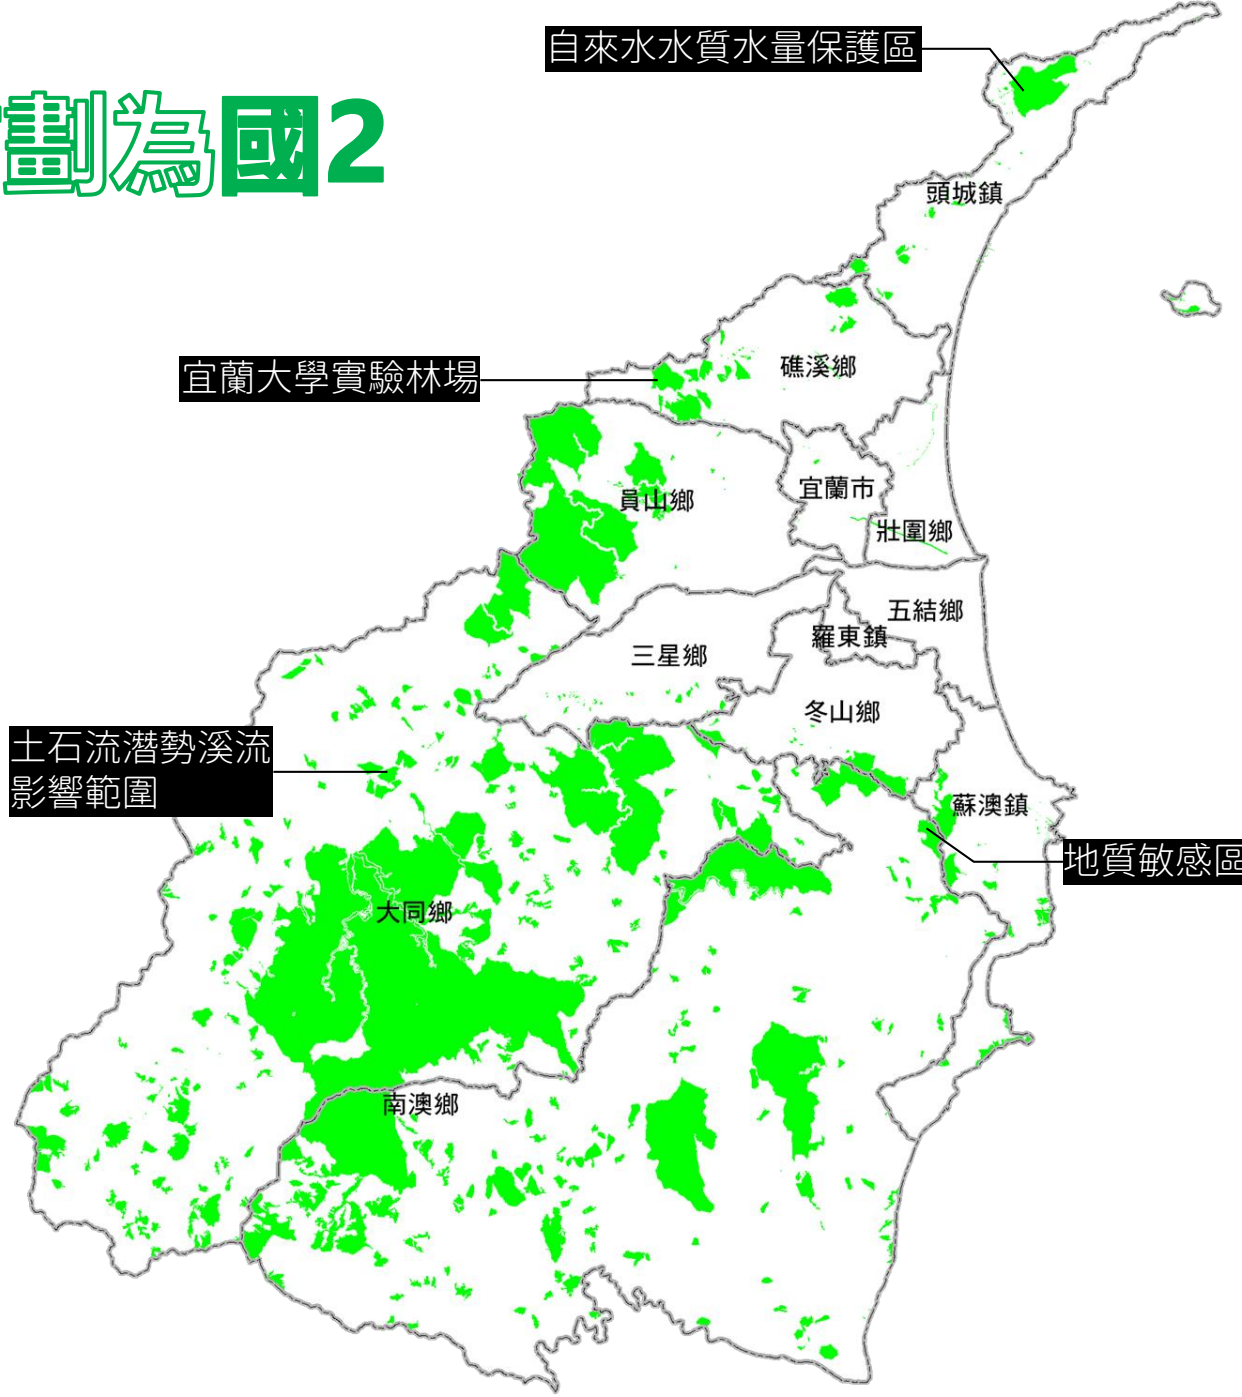 自來水水質水量保護區
劃為國2
頭城鎮
宜蘭大學實驗林場
礁溪鄉
員山鄉
宜蘭市
壯圍鄉
五結鄉
羅東鎮
三星鄉
冬山鄉
土石流潛勢溪流
影響範圍
蘇澳鎮
地質敏感區
大同鄉
南澳鄉